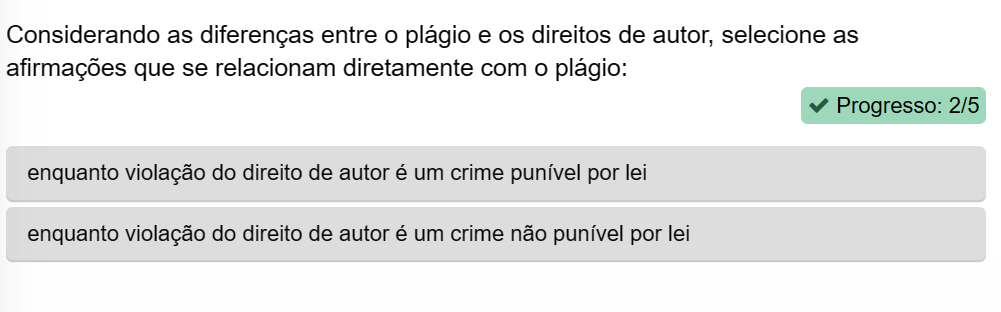 Considerando as diferenças entre o plágio e os direitos de autor, selecione as
afirmações que se relacionam diretamente com o plágio:
✔ Progresso: 2/5
enquanto violação do direito de autor é um crime punível por lei
enquanto violação do direito de autor é um crime não punível por lei